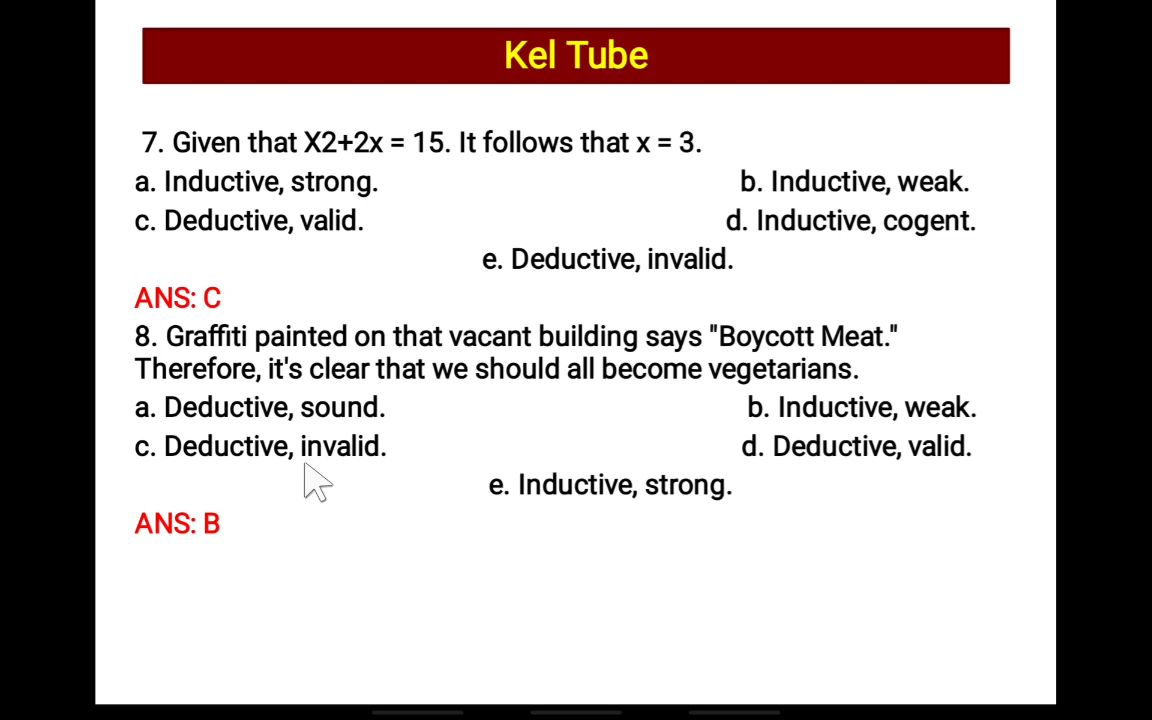 Kel Tube
7. Given that X2+2x = 15. It follows that x = 3.
a. Inductive, strong. b. Inductive, weak.
c. Deductive, valid. d. Inductive, cogent.
e. Deductive, invalid.
ANS: C
8. Graffiti painted on that vacant building says "Boycott Meat."
Therefore, it's clear that we should all become vegetarians.
a. Deductive, sound. b. Inductive, weak.
c. Deductive, invalid. d. Deductive, valid.
e. Inductive, strong.
ANS: B